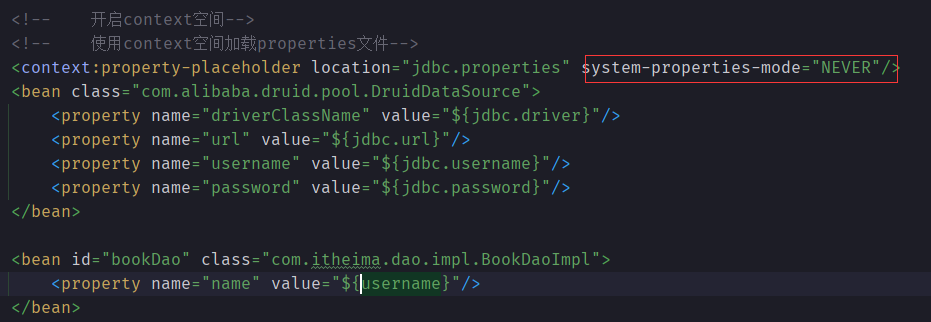 <!--    开启context空间-->
<!--    使用context空间加载properties文件-->
<context:property-placeholder location="jdbc.properties" system-properties-mode="NEVER"/>
<bean class="com.alibaba.druid.pool.DruidDataSource">
    <property name="driverClassName" value="${jdbc.driver}"/>
    <property name="url" value="${jdbc.url}"/>
    <property name="username" value="${jdbc.username}"/>
    <property name="password" value="${jdbc.password}"/>
</bean>
<bean id="bookDao" class="com.itheima.dao.impl.BookDaoImpl">
    <property name="name" value="${username}"/>
</bean>